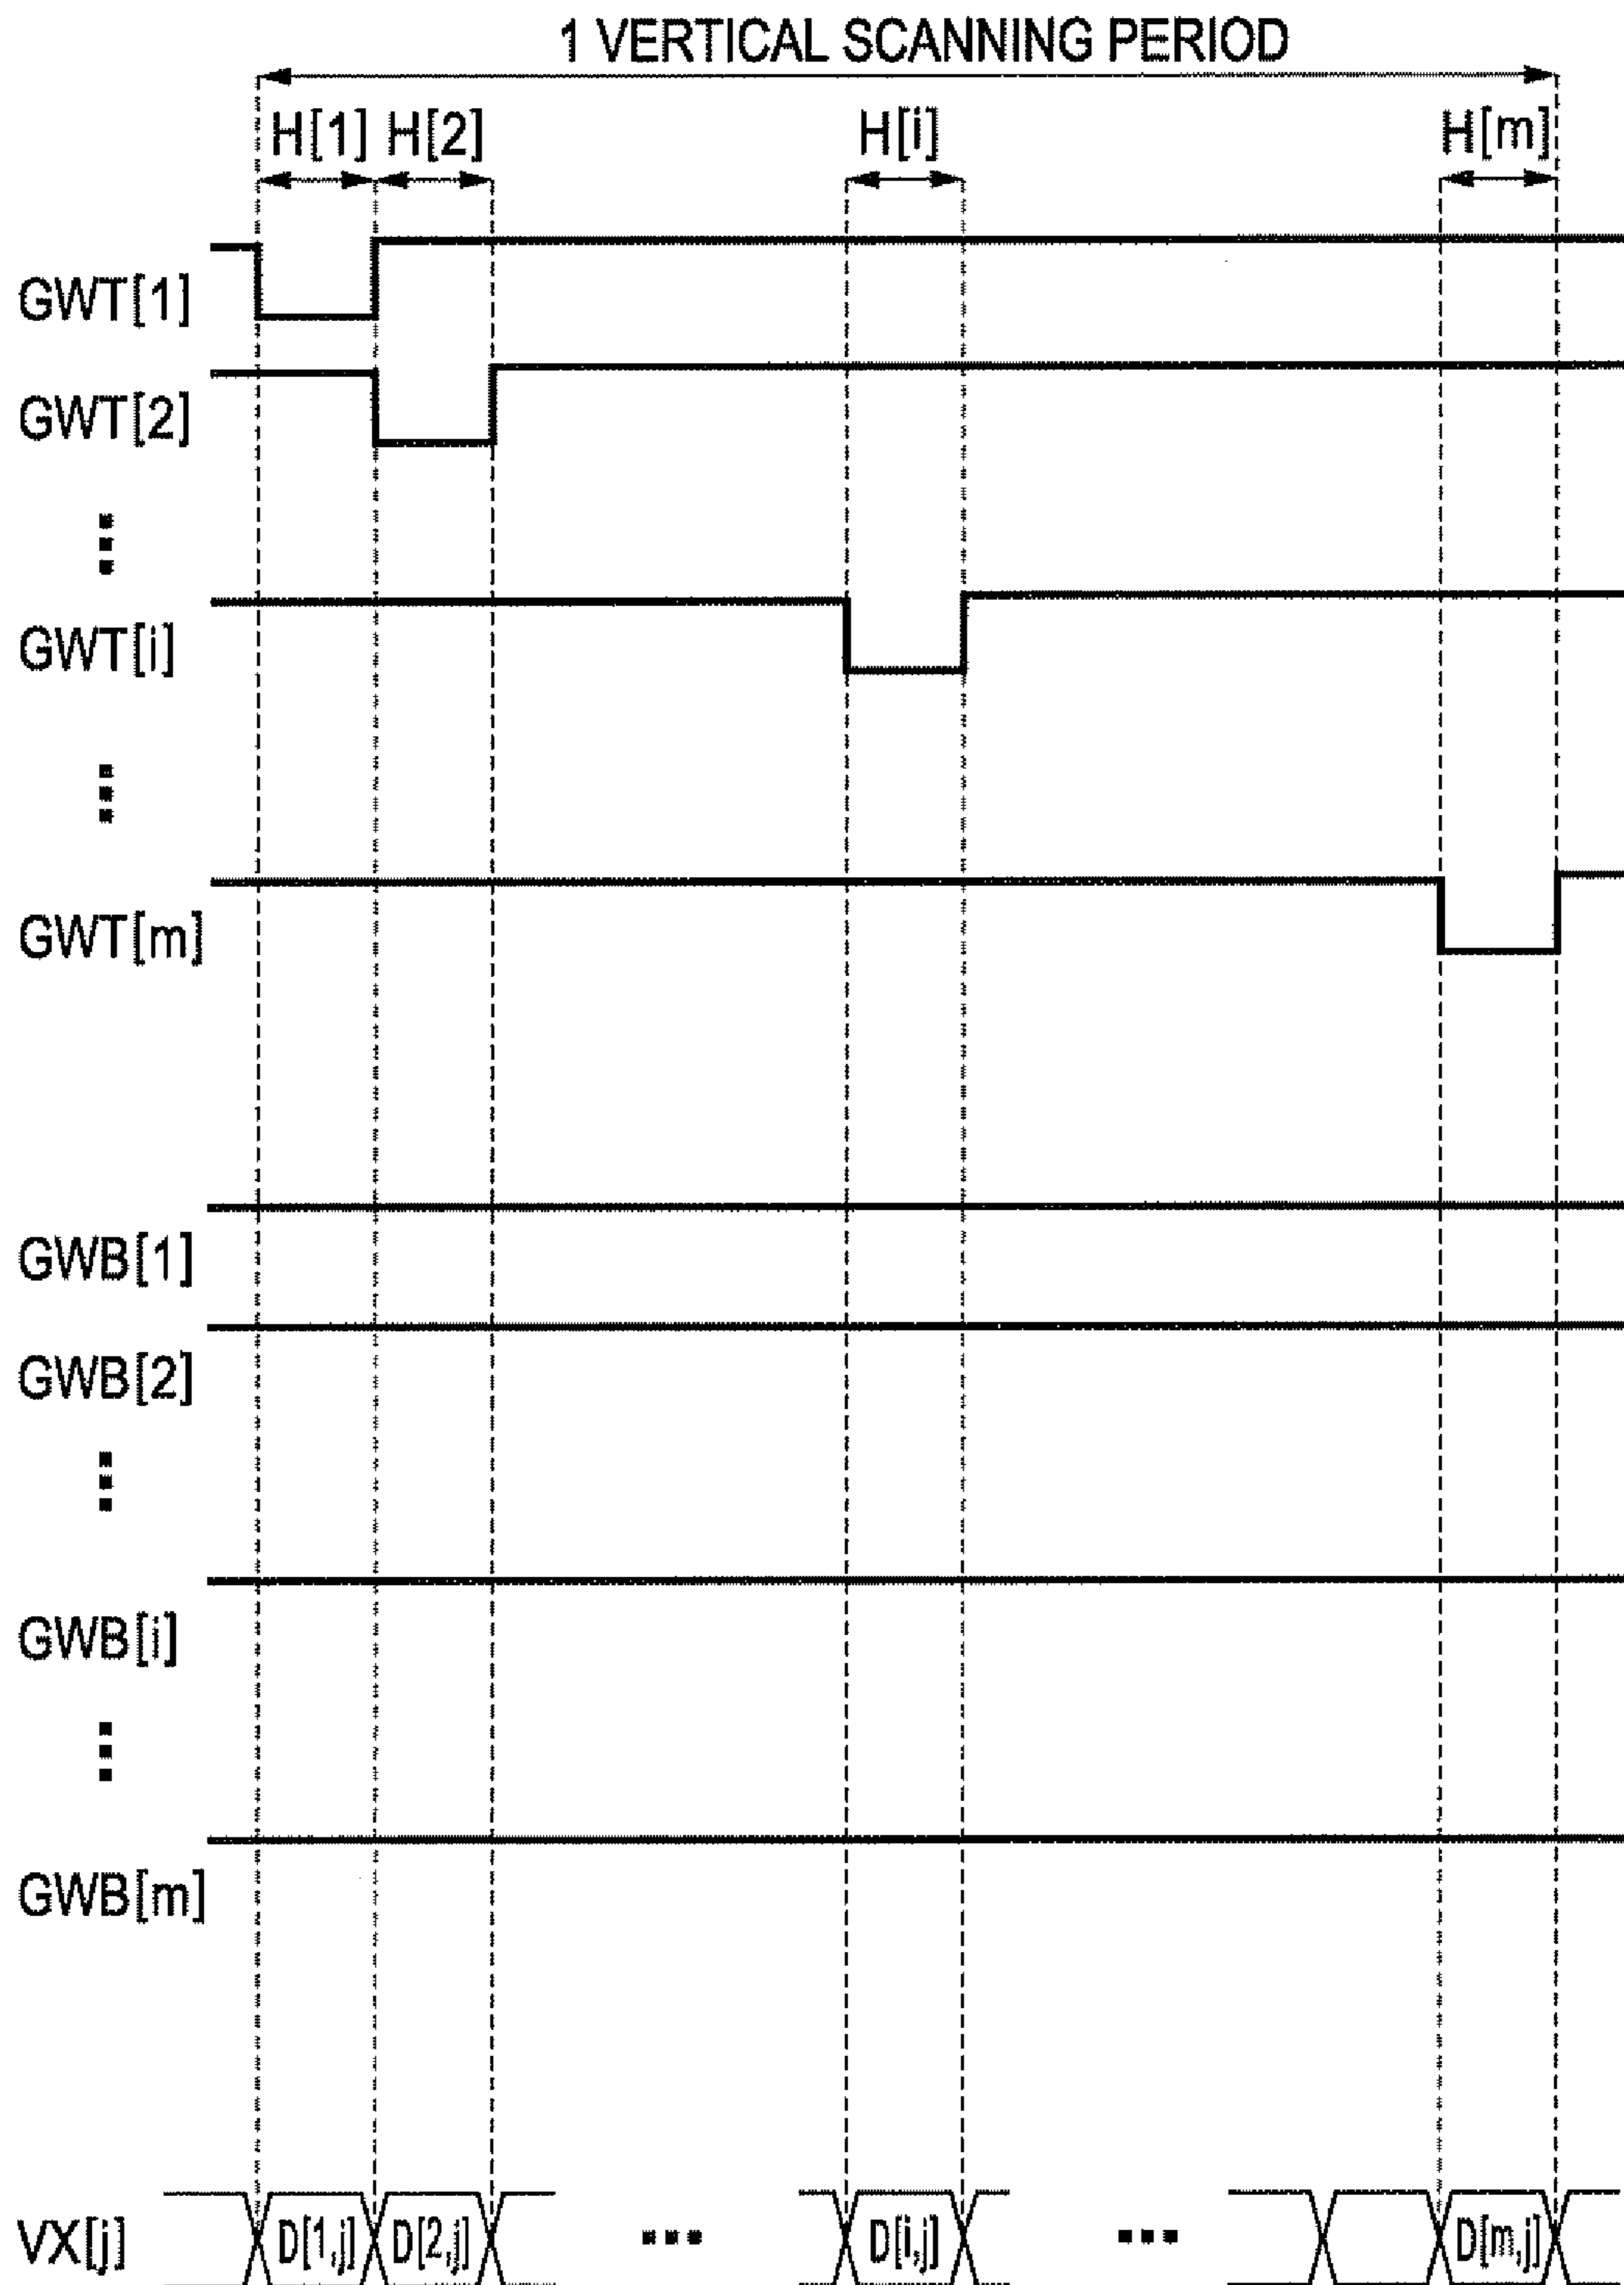 1 VERTICAL SCANNING PERIOD
H[1] H[2] H[i] H[m]
GWT[1]
GWT[2]
GWT[i]
GWT[m]
GWB[1]
GWB[2]
GWB[i]
GWB[m]
VX[j] D[1,j] D[2,j] ... D[i,j] ... D[m,j]